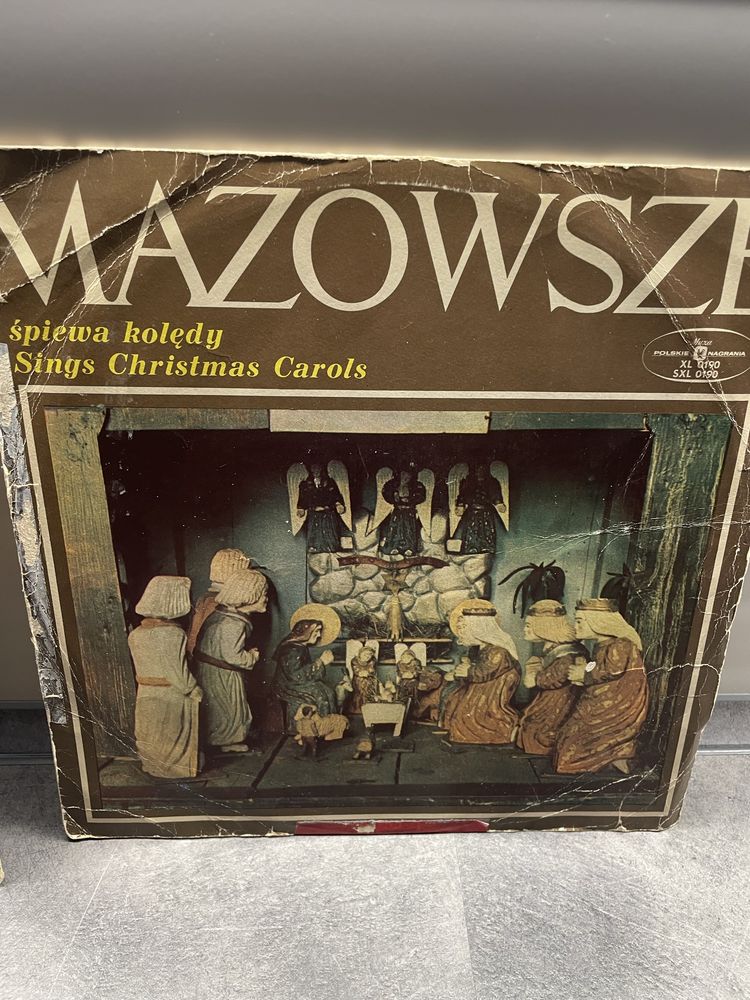 MAZOWSZE
śpiewa kolędy
Sings Christmas Carols
Muza
POLSKIE NAGRANIA
XL 0190
SXL 0190